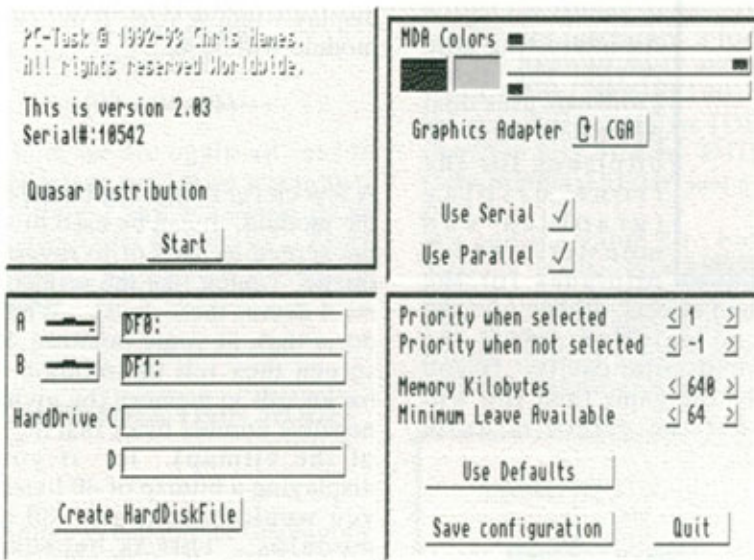 PC-Task © 1992-93 Chris Hames.
All rights reserved Worldwide.
This is version 2.03
Serial#:10542
Quasar Distribution
Start
MDA Colors
Graphics Adapter CGA
Use Serial ✓
Use Parallel ✓
A DF0:
B DF1:
HardDrive C
D
Create HardDiskFile
Priority when selected < 1 >
Priority when not selected < -1 >
Memory Kilobytes < 640 >
Minimum Leave Available < 64 >
Use Defaults
Save configuration Quit